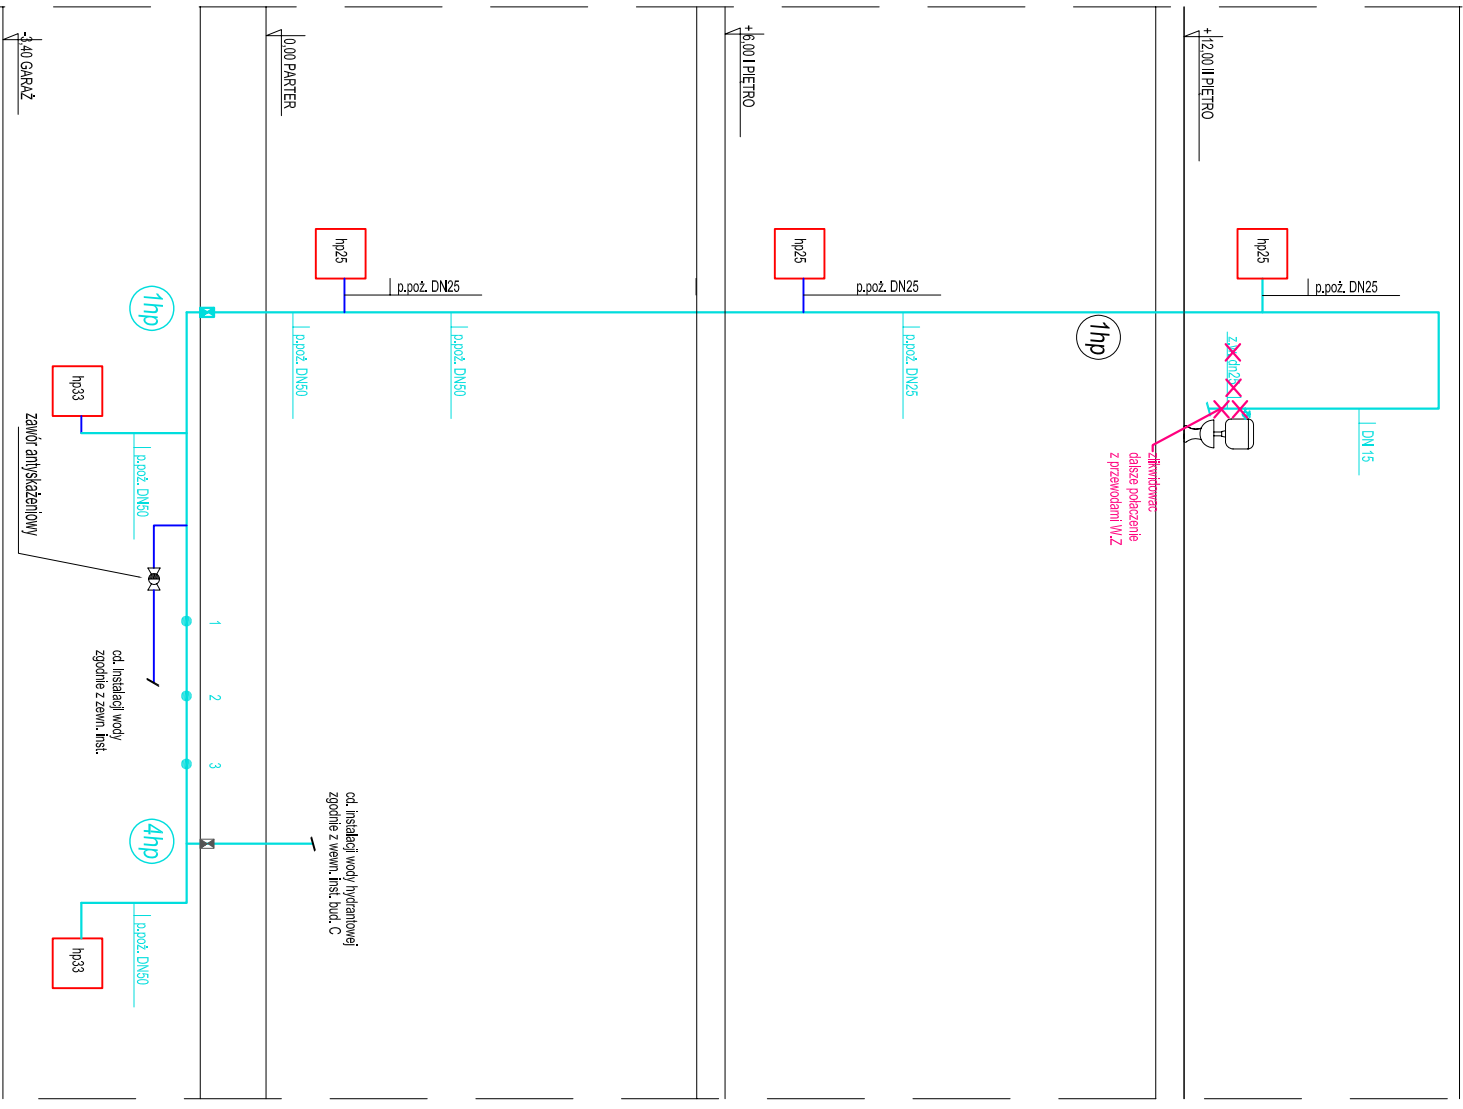 +12,00 II PIĘTRO
hp25
p.poż. DN25
DN 15
zlikwidowac
dalsze polaczenie
z przewodami W.Z
1hp
p.poż. DN25
+6,00 I PIĘTRO
hp25
p.poż. DN25
0,00 PARTER
hp25
p.poż. DN25
p.poż. DN50
p.poż. DN50
cd. instalacji wody hydrantowej
zgodnie z wewn. inst. bud. C
1hp
1
2
3
4hp
-3,40 GARAŻ
hp33
p.poż. DN50
zawór antyskażeniowy
cd. instalacji wody
zgodnie z zewn. inst.
p.poż. DN50
hp33